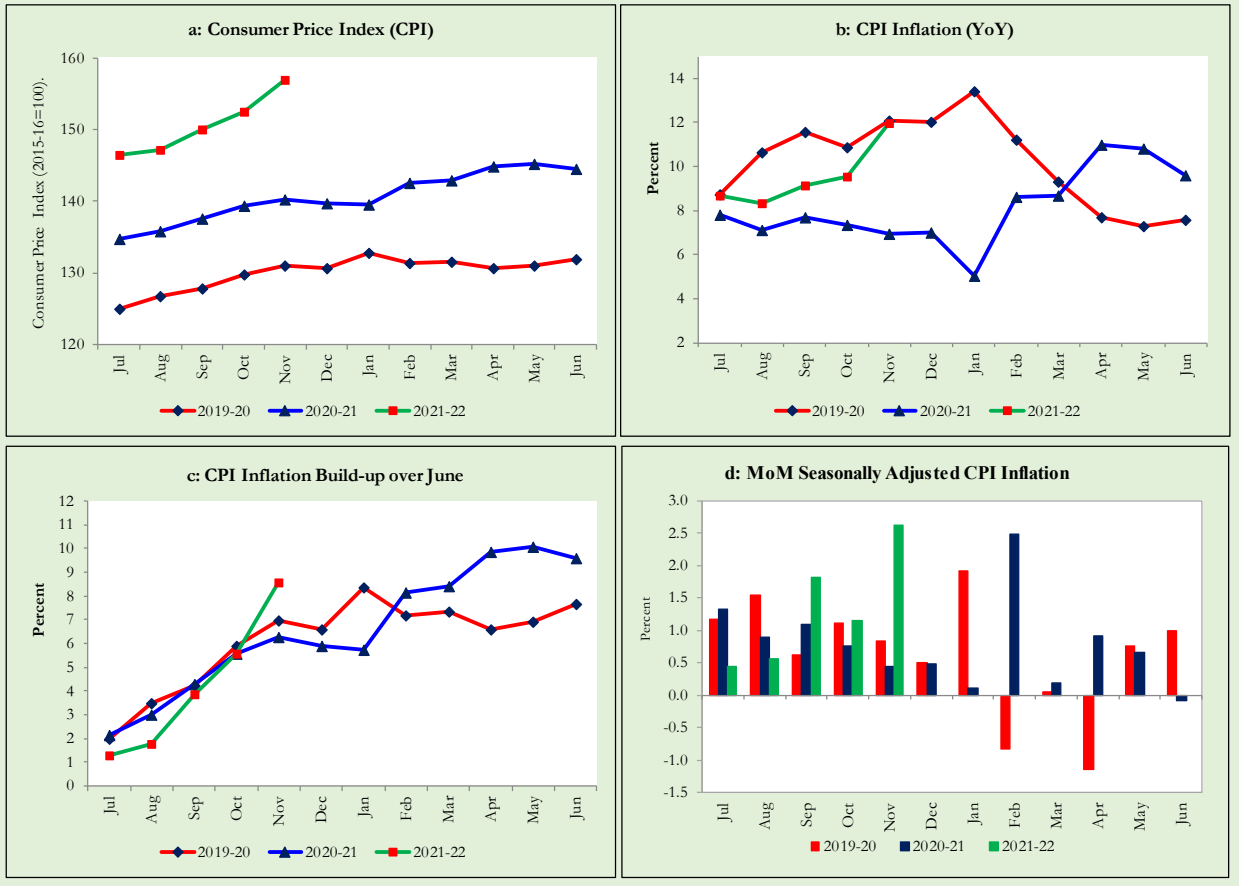 a: Consumer Price Index (CPI)
Consumer Price Index (2015-16=100).
160
150
140
130
120
Jul Aug Sep Oct Nov Dec Jan Feb Mar Apr May Jun
2019-20 2020-21 2021-22
b: CPI Inflation (YoY)
Percent
14
12
10
8
6
4
2
Jul Aug Sep Oct Nov Dec Jan Feb Mar Apr May Jun
2019-20 2020-21 2021-22
c: CPI Inflation Build-up over June
Percent
12
11
10
9
8
7
6
5
4
3
2
1
0
Jul Aug Sep Oct Nov Dec Jan Feb Mar Apr May Jun
2019-20 2020-21 2021-22
d: MoM Seasonally Adjusted CPI Inflation
Percent
3.0
2.5
2.0
1.5
1.0
0.5
0.0
-0.5
-1.0
-1.5
Jul Aug Sep Oct Nov Dec Jan Feb Mar Apr May Jun
2019-20 2020-21 2021-22